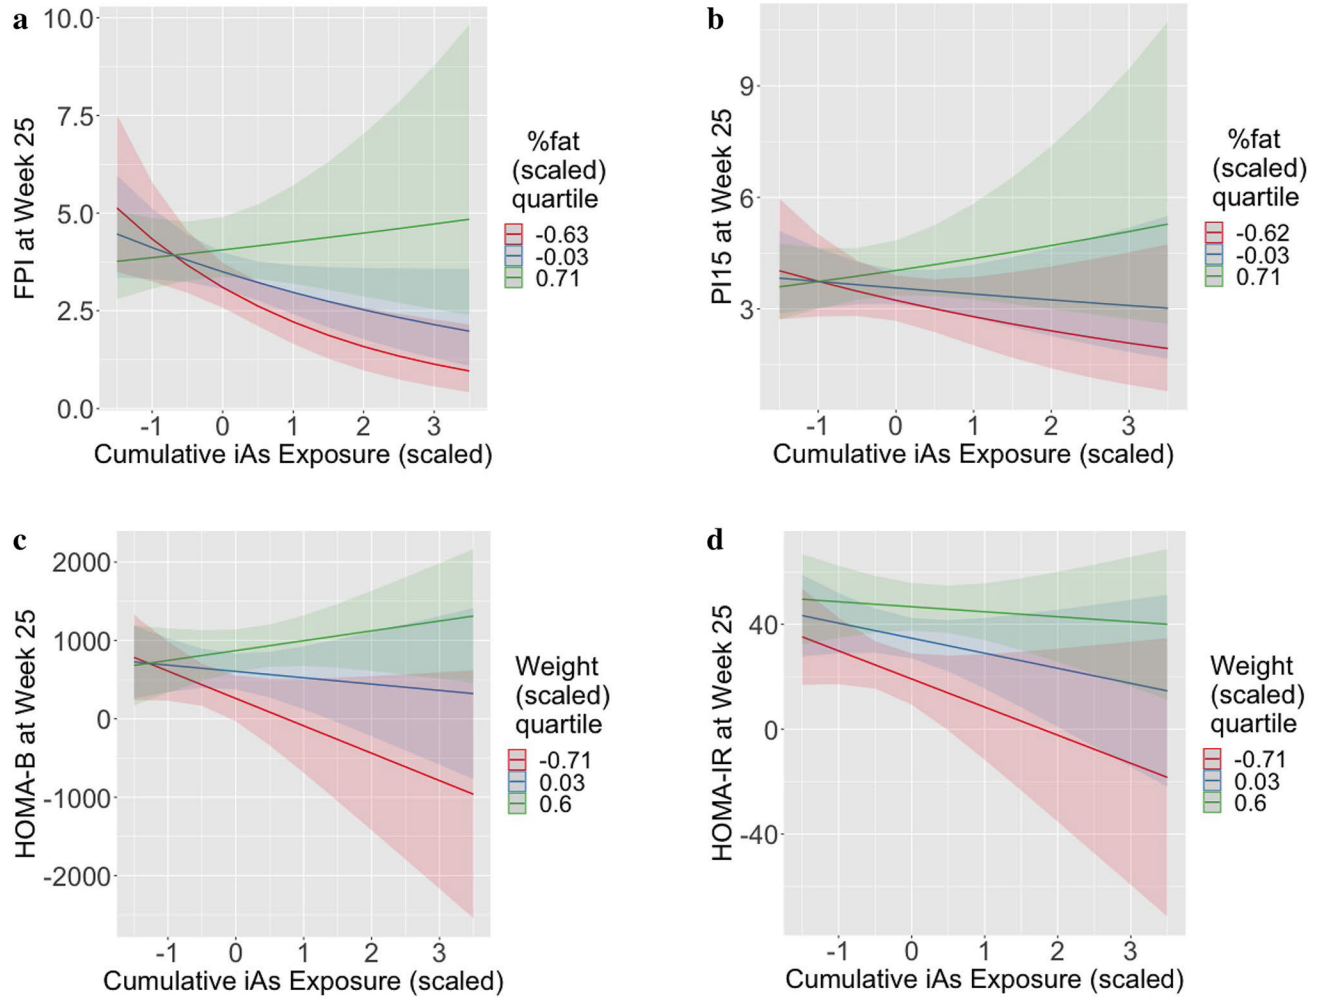 a
10.0
7.5
5.0
2.5
0.0
FPI at Week 25
-1 0 1 2 3
Cumulative iAs Exposure (scaled)
%fat
(scaled)
quartile
-0.63
-0.03
0.71
b
9
6
3
PI15 at Week 25
-1 0 1 2 3
Cumulative iAs Exposure (scaled)
%fat
(scaled)
quartile
-0.62
-0.03
0.71
c
2000
1000
0
-1000
-2000
HOMA-B at Week 25
-1 0 1 2 3
Cumulative iAs Exposure (scaled)
Weight
(scaled)
quartile
-0.71
0.03
0.6
d
40
0
-40
HOMA-IR at Week 25
-1 0 1 2 3
Cumulative iAs Exposure (scaled)
Weight
(scaled)
quartile
-0.71
0.03
0.6